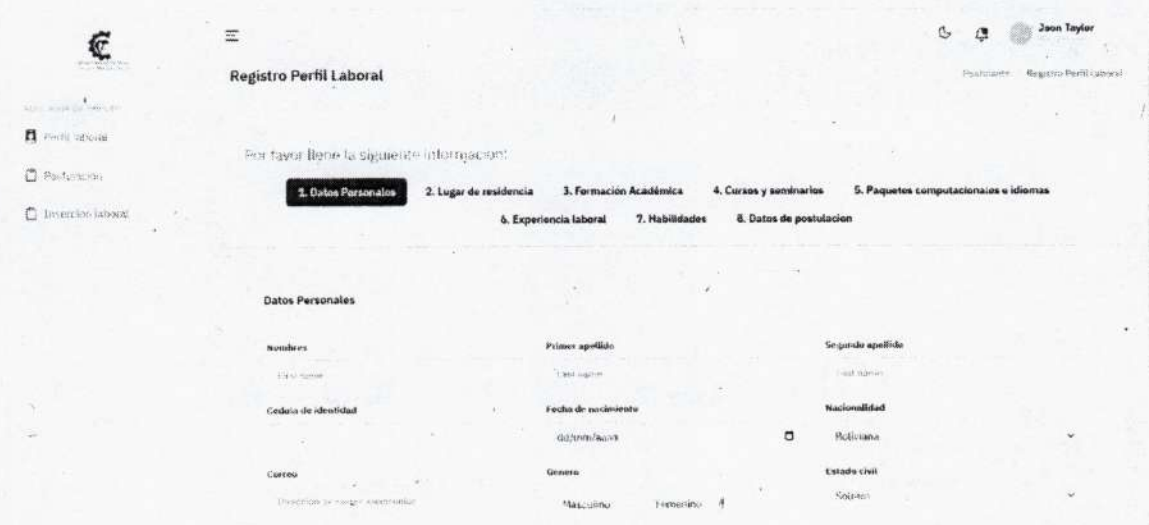 Jaon Taylor
Registro Perfil Laboral
Postulante Registro Perfil Laboral
Perfil laboral
Postulación
Inserción laboral
Por favor llene la siguiente información!
1. Datos Personales 2. Lugar de residencia 3. Formación Académica 4. Cursos y seminarios 5. Paquetes computacionales e idiomas
6. Experiencia laboral 7. Habilidades 8. Datos de postulacion
Datos Personales
Nombres Primer apellido Segundo apellido
First name Last name Last name
Cedula de identidad Fecha de nacimiento Nacionalidad
dd/mm/aaaa Boliviana
Correo Genero Estado civil
Masculino Femenino Soltero